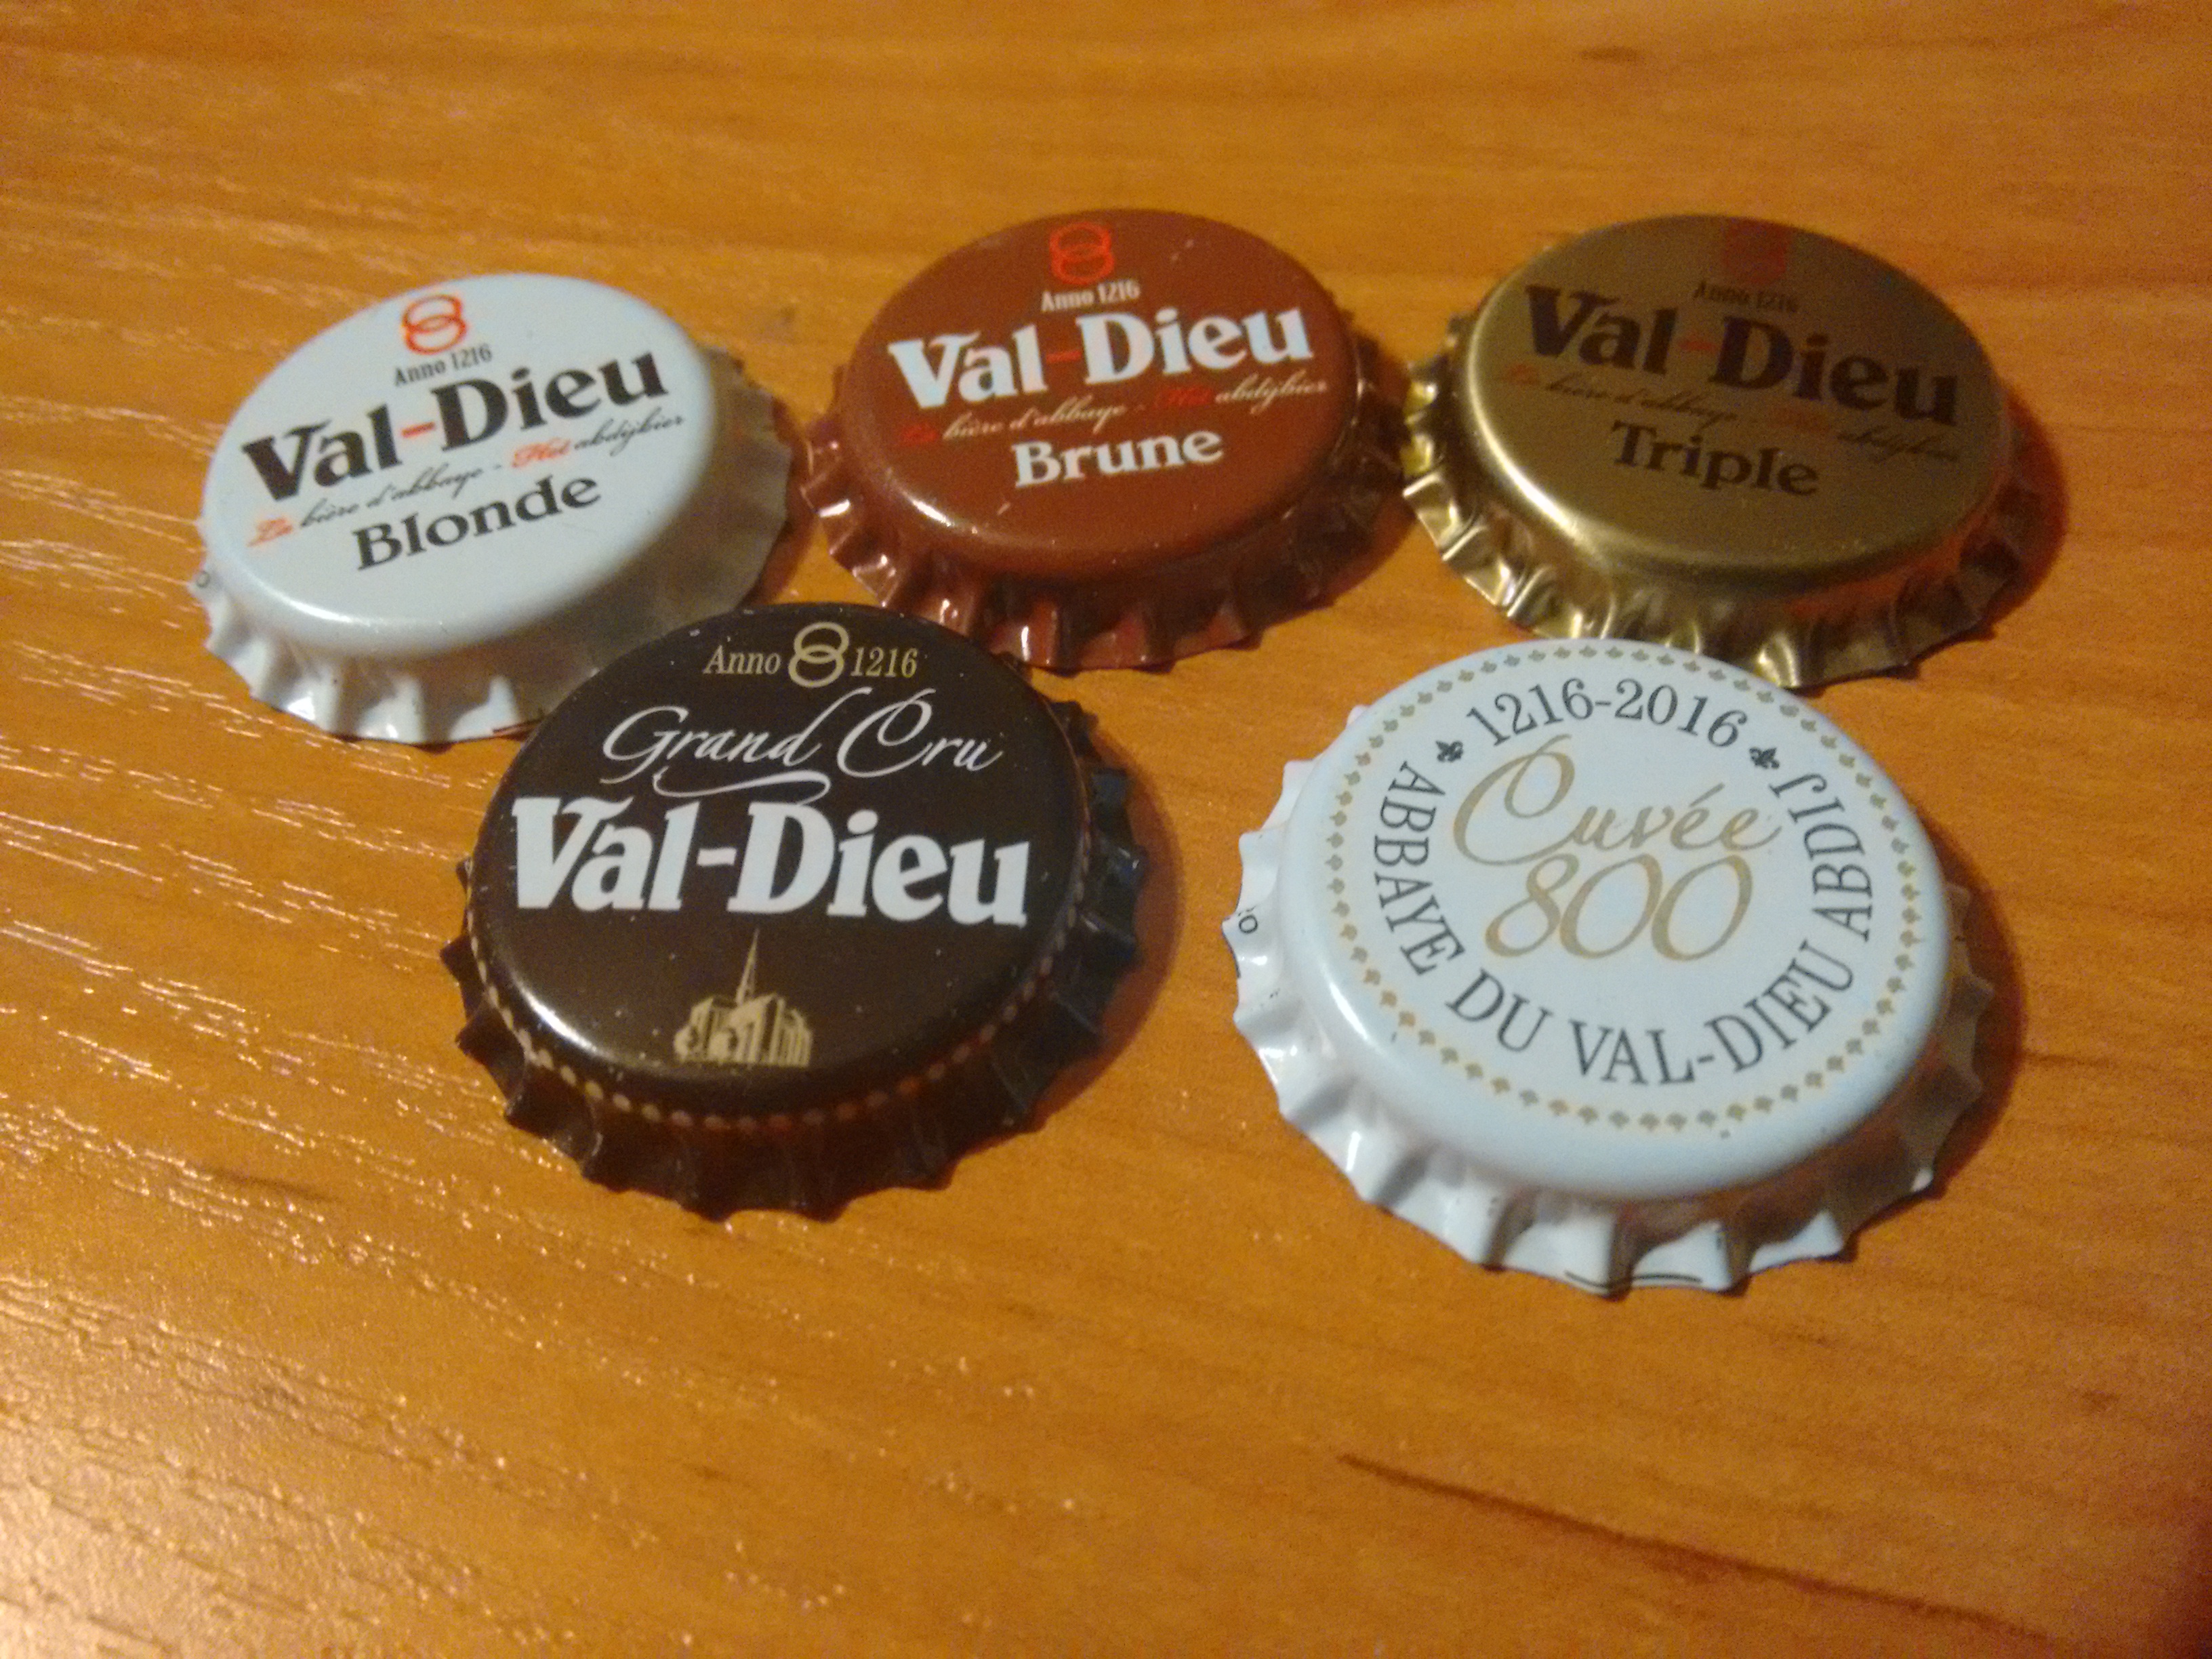 Anno 1216
Val-Dieu
La bière d'abbaye - Het abdijbier
Blonde
Anno 1216
Val-Dieu
La bière d'abbaye - Het abdijbier
Brune
Anno 1216
Val-Dieu
La bière d'abbaye - Het abdijbier
Triple
Anno 1216
Grand Cru
Val-Dieu
1216-2016
Cuvée
800
ABBAYE DU VAL-DIEU ABDIJ